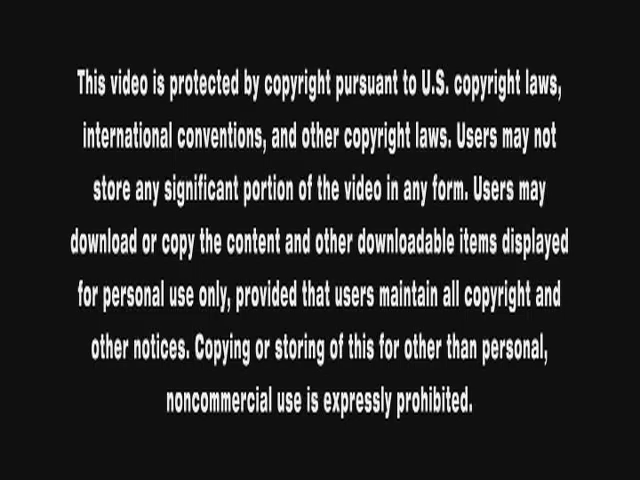 This video is protected by copyright pursuant to U.S. copyright laws,
international conventions, and other copyright laws. Users may not
store any significant portion of the video in any form. Users may
download or copy the content and other downloadable items displayed
for personal use only, provided that users maintain all copyright and
other notices. Copying or storing of this for other than personal,
noncommercial use is expressly prohibited.